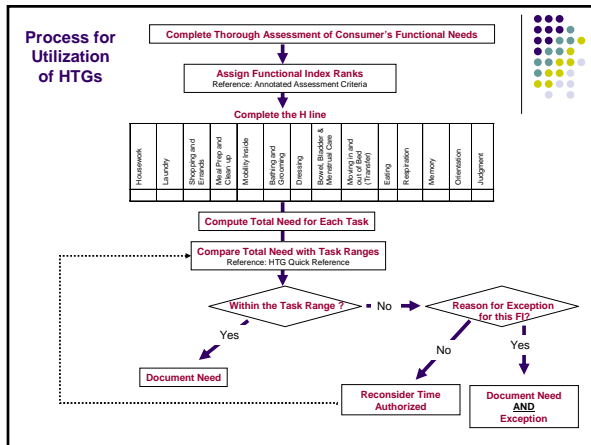 Process for
Utilization
of HTGs
Complete Thorough Assessment of Consumer's Functional Needs
Assign Functional Index Ranks
Reference: Annotated Assessment Criteria
Complete the H line
Housework
Laundry
Shopping and
Errands
Meal Prep and
Clean up
Mobility Inside
Bathing and
Grooming
Dressing
Bowel, Bladder &
Menstrual Care
Moving in and
out of Bed
(Transfer)
Eating
Respiration
Memory
Orientation
Judgment
Compute Total Need for Each Task
Compare Total Need with Task Ranges
Reference: HTG Quick Reference
Within the Task Range ?
No
Reason for Exception
for this FI?
Yes
No
Yes
Document Need
Reconsider Time
Authorized
Document Need
AND
Exception